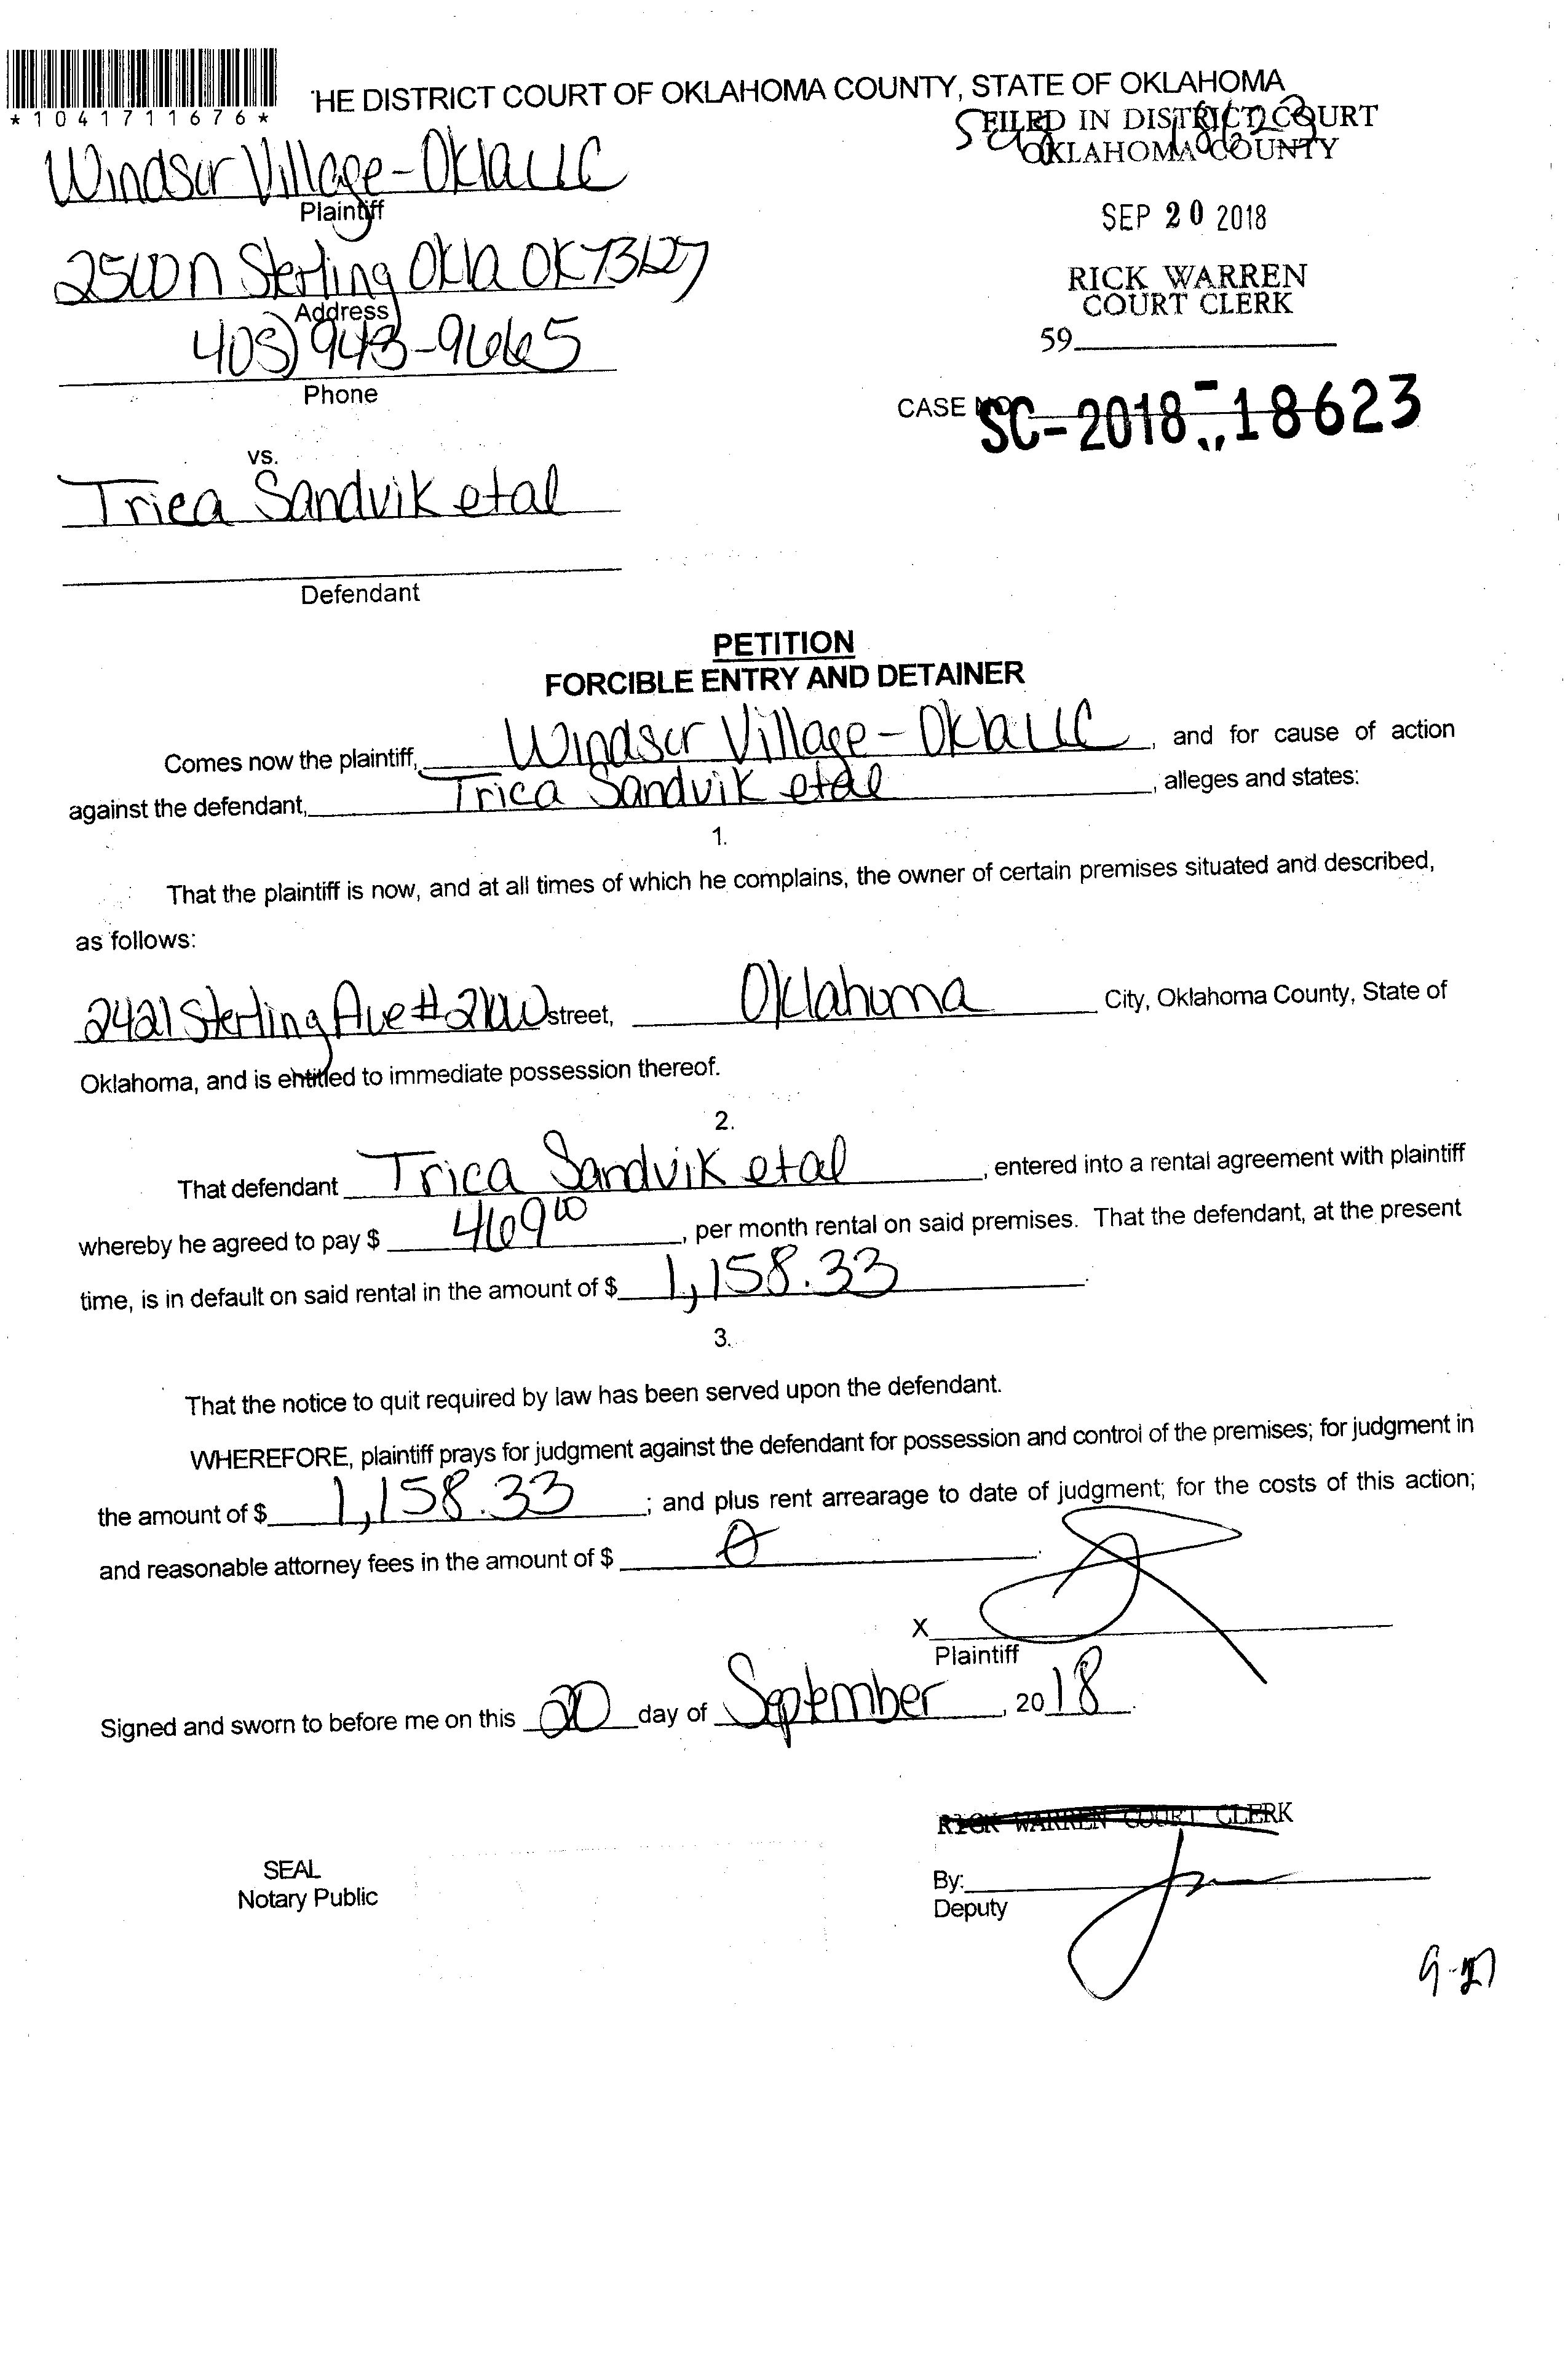 *1041711676*
HE DISTRICT COURT OF OKLAHOMA COUNTY, STATE OF OKLAHOMA
FILED IN DISTRICT COURT
OKLAHOMA COUNTY
Windsor Village-Okla LLC
Plaintiff
SEP 20 2018
2500 N Sterling Okla OK 73127
Address
RICK WARREN
COURT CLERK
405) 943-9665
59
Phone
CASE NO. SC-2018-18623
vs.
Trica Sandvik etal
Defendant
PETITION
FORCIBLE ENTRY AND DETAINER
Comes now the plaintiff, Windsor Village-Okla LLC, and for cause of action
against the defendant, Trica Sandvik etal, alleges and states:
1.
That the plaintiff is now, and at all times of which he complains, the owner of certain premises situated and described,
as follows:
2421 Sterling Ave # street, Oklahoma City, Oklahoma County, State of
Oklahoma, and is entitled to immediate possession thereof.
2.
That defendant Trica Sandvik etal, entered into a rental agreement with plaintiff
whereby he agreed to pay $ 469 00, per month rental on said premises. That the defendant, at the present
time, is in default on said rental in the amount of $ 1,158.33.
3.
That the notice to quit required by law has been served upon the defendant.
WHEREFORE, plaintiff prays for judgment against the defendant for possession and control of the premises; for judgment in
the amount of $ 1,158.33; and plus rent arrearage to date of judgment; for the costs of this action;
and reasonable attorney fees in the amount of $ 0.
X
Plaintiff
Signed and sworn to before me on this 20 day of September, 2018.
RICK WARREN COURT CLERK
SEAL
Notary Public
By:
Deputy
9-27